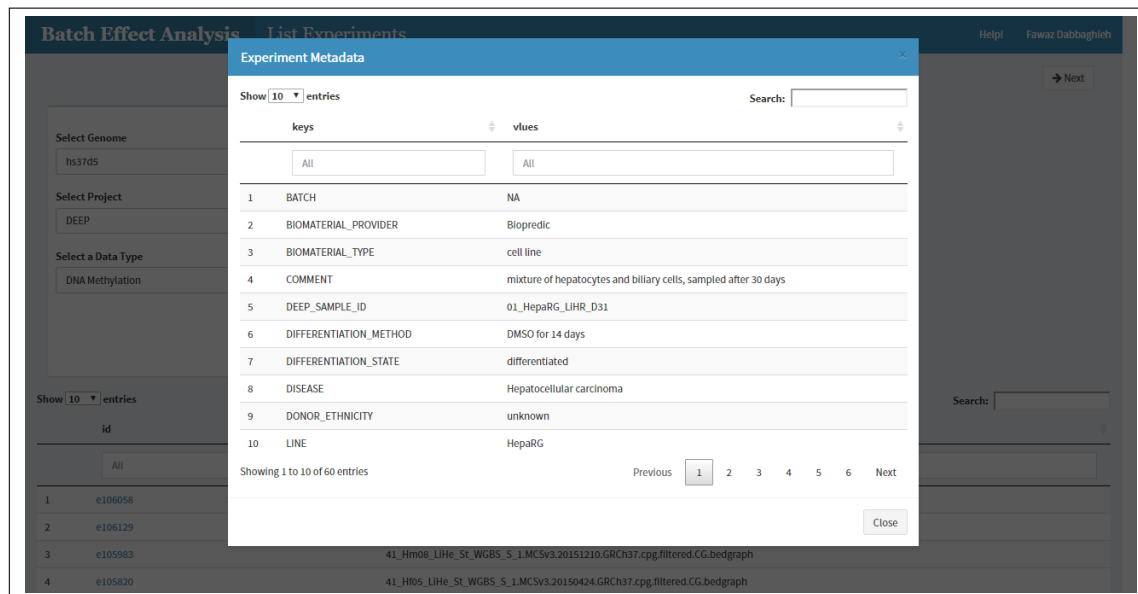 Batch Effect Analysis List Experiments Help! Fawaz Dabbaghieh
Experiment Metadata ×
→ Next
Show 10 entries Search:
keys vlues
All All
1 BATCH NA
2 BIOMATERIAL_PROVIDER Biopredic
3 BIOMATERIAL_TYPE cell line
4 COMMENT mixture of hepatocytes and biliary cells, sampled after 30 days
5 DEEP_SAMPLE_ID 01_HepaRG_LiHR_D31
6 DIFFERENTIATION_METHOD DMSO for 14 days
7 DIFFERENTIATION_STATE differentiated
8 DISEASE Hepatocellular carcinoma
9 DONOR_ETHNICITY unknown
10 LINE HepaRG
Showing 1 to 10 of 60 entries Previous 1 2 3 4 5 6 Next
Close
Select Genome
hs37d5
Select Project
DEEP
Select a Data Type
DNA Methylation
Show 10 entries Search:
id
All
1 e106058
2 e106129
3 e105983 41_Hm08_LiHe_St_WGBS_S_1.MCSv3.20151210.GRCh37.cpg.filtered.CG.bedgraph
4 e105820 41_Hf05_LiHe_St_WGBS_S_1.MCSv3.20150424.GRCh37.cpg.filtered.CG.bedgraph